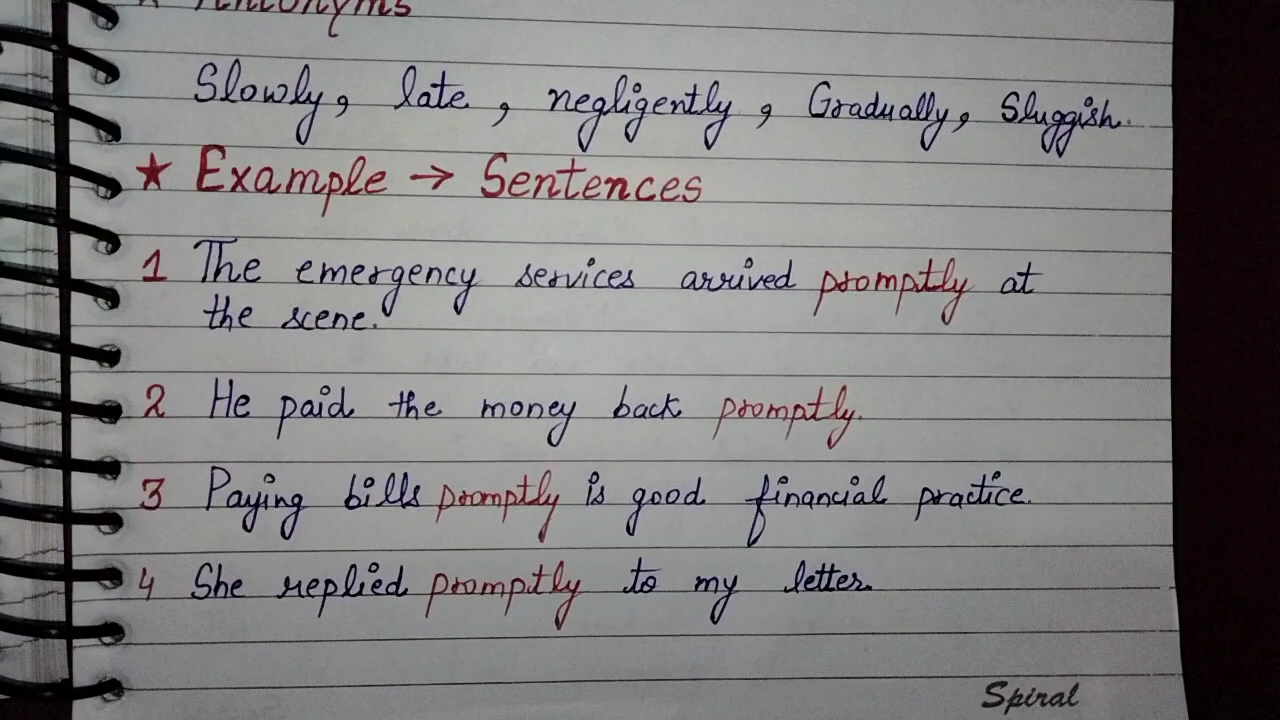 ★ Antonyms
Slowly, late, negligently, Gradually, Sluggish.
★ Example → Sentences
1 The emergency services arrived promptly at
the scene.
2 He paid the money back promptly.
3 Paying bills promptly is good financial practice.
4 She replied promptly to my letter.
Spiral